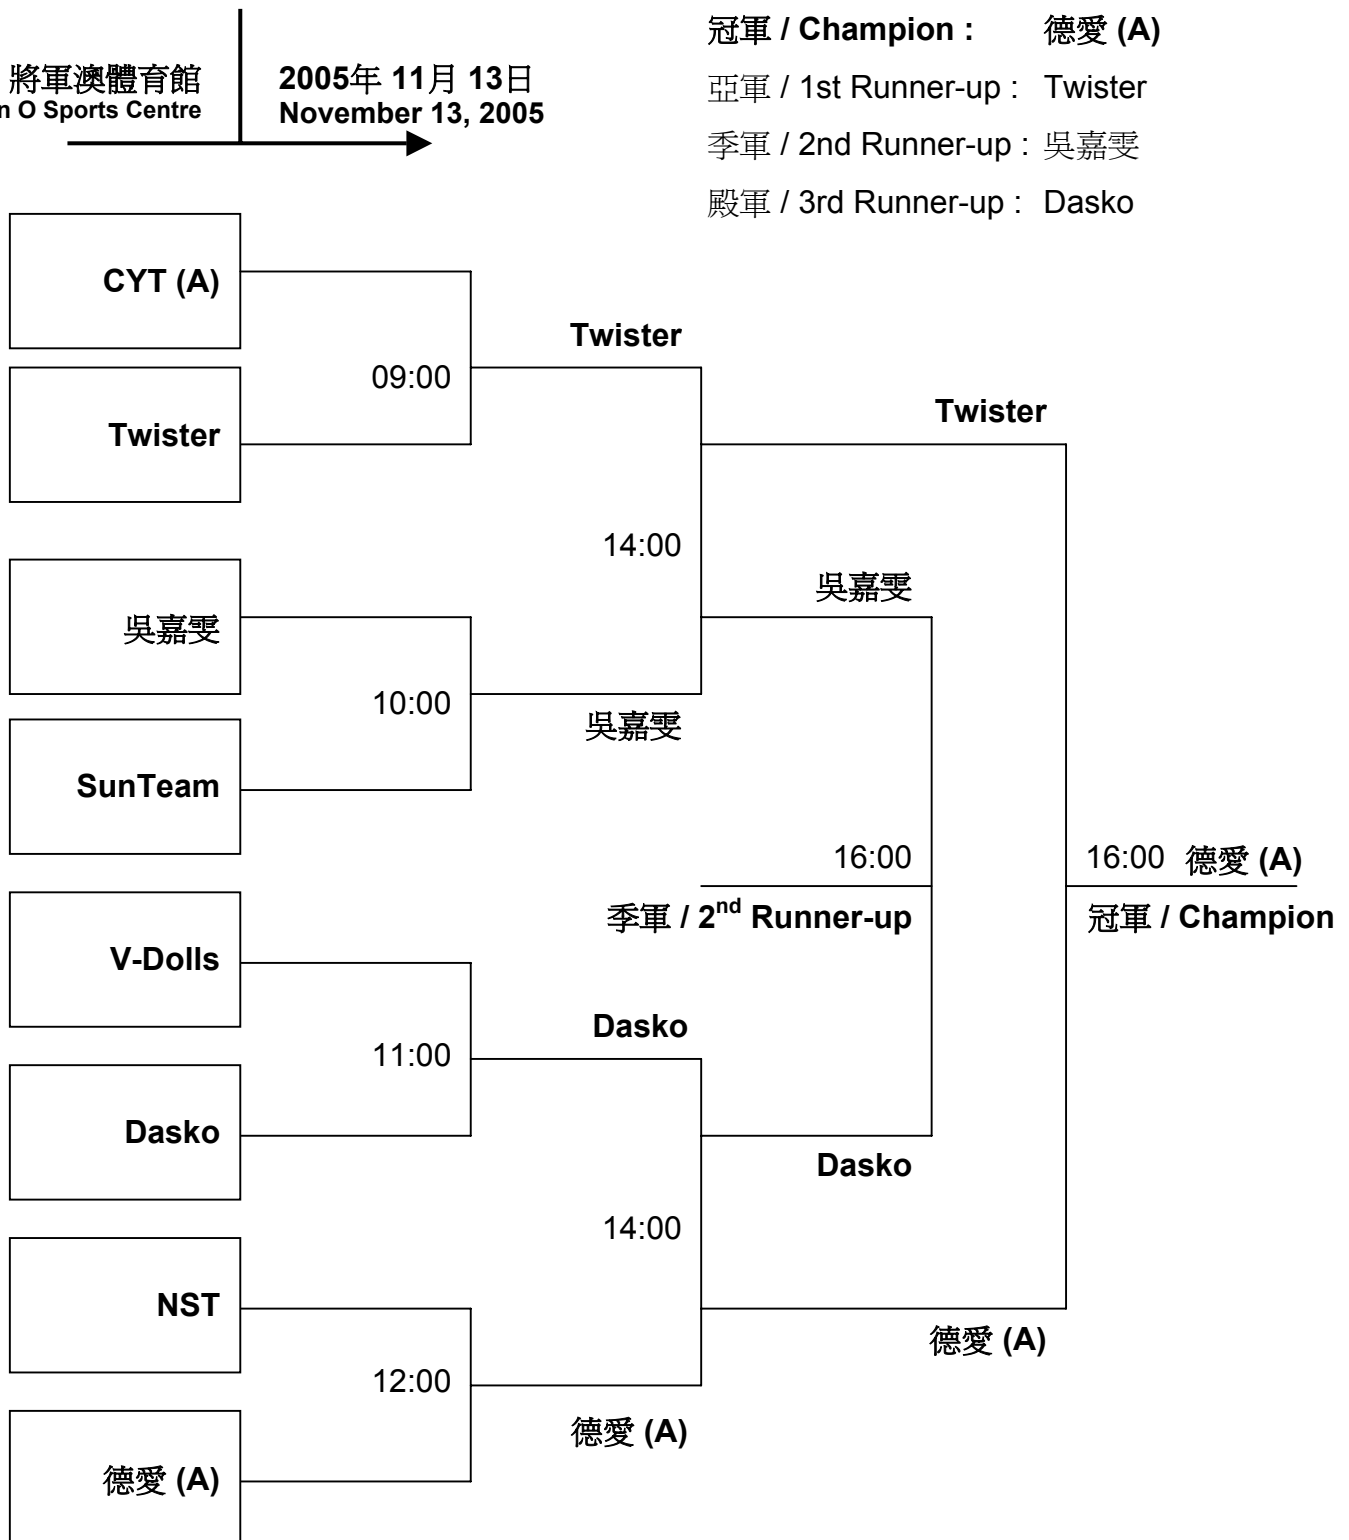 將軍澳體育館
n O Sports Centre
2005年 11月 13日
November 13, 2005
冠軍 / Champion : 德愛 (A)
亞軍 / 1st Runner-up : Twister
季軍 / 2nd Runner-up : 吳嘉雯
殿軍 / 3rd Runner-up : Dasko
CYT (A)
Twister
09:00
Twister
Twister
14:00
吳嘉雯
吳嘉雯
10:00
吳嘉雯
SunTeam
16:00
16:00 德愛 (A)
季軍 / 2nd Runner-up
冠軍 / Champion
V-Dolls
Dasko
11:00
Dasko
Dasko
14:00
NST
德愛 (A)
12:00
德愛 (A)
德愛 (A)